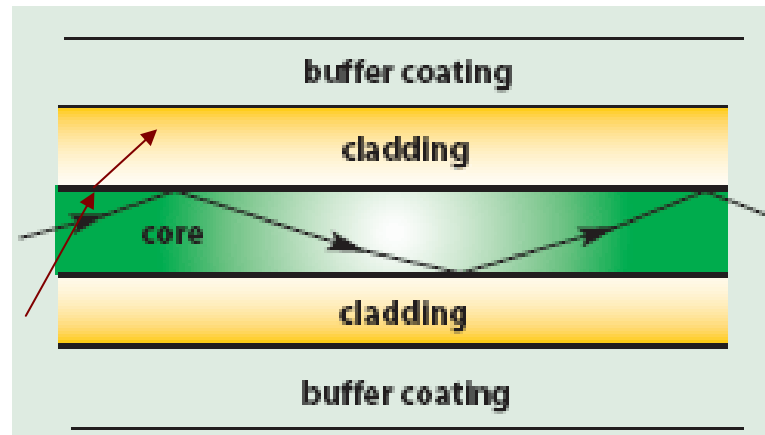 buffer coating
cladding
core
cladding
buffer coating